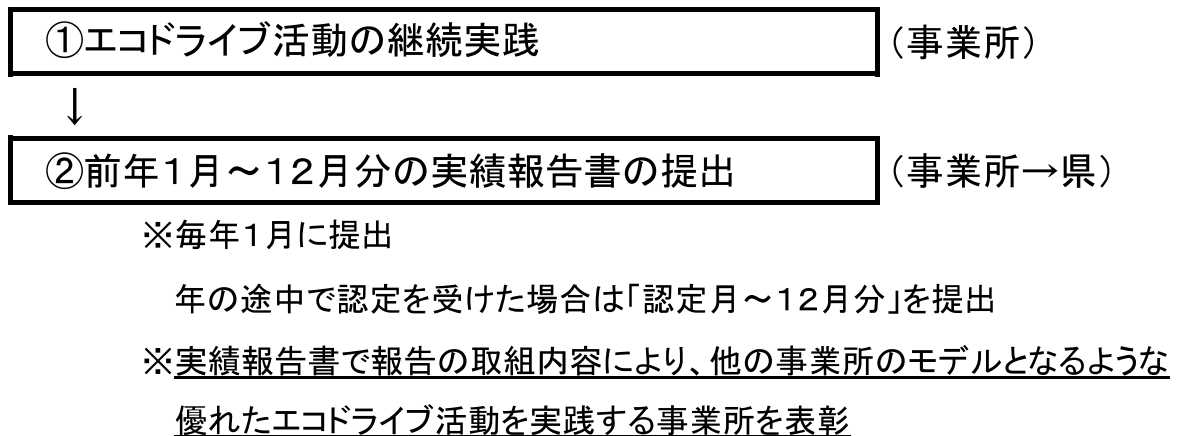 ①エコドライブ活動の継続実践 (事業所)
↓
②前年１月～１２月分の実績報告書の提出 (事業所→県)
※毎年１月に提出
年の途中で認定を受けた場合は「認定月～１２月分」を提出
※実績報告書で報告の取組内容により、他の事業所のモデルとなるような
優れたエコドライブ活動を実践する事業所を表彰